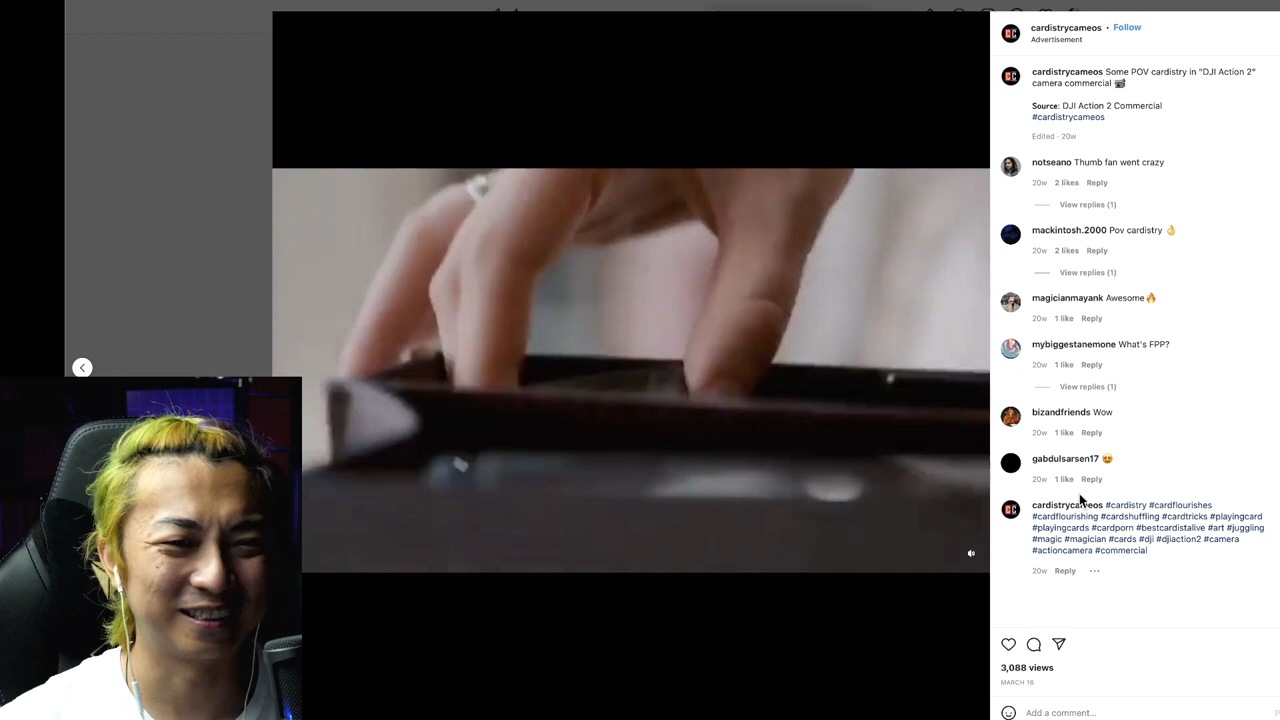 cardistrycameos • Follow
Advertisement
cardistrycameos Some POV cardistry in "DJI Action 2"
camera commercial 📹
Source: DJI Action 2 Commercial
#cardistrycameos
Edited · 20w
notseano Thumb fan went crazy
20w 2 likes Reply
View replies (1)
mackintosh.2000 Pov cardistry 👌
20w 2 likes Reply
View replies (1)
magicianmayank Awesome🔥
20w 1 like Reply
mybiggestanemone What's FPP?
20w 1 like Reply
View replies (1)
bizandfriends Wow
20w 1 like Reply
gabdulsarsen17 😍
20w 1 like Reply
cardistrycameos #cardistry #cardflourishes
#cardflourishing #cardshuffling #cardtricks #playingcard
#playingcards #cardporn #bestcardistalive #art #juggling
#magic #magician #cards #dji #djiaction2 #camera
#actioncamera #commercial
20w Reply ···
3,088 views
MARCH 16
Add a comment...